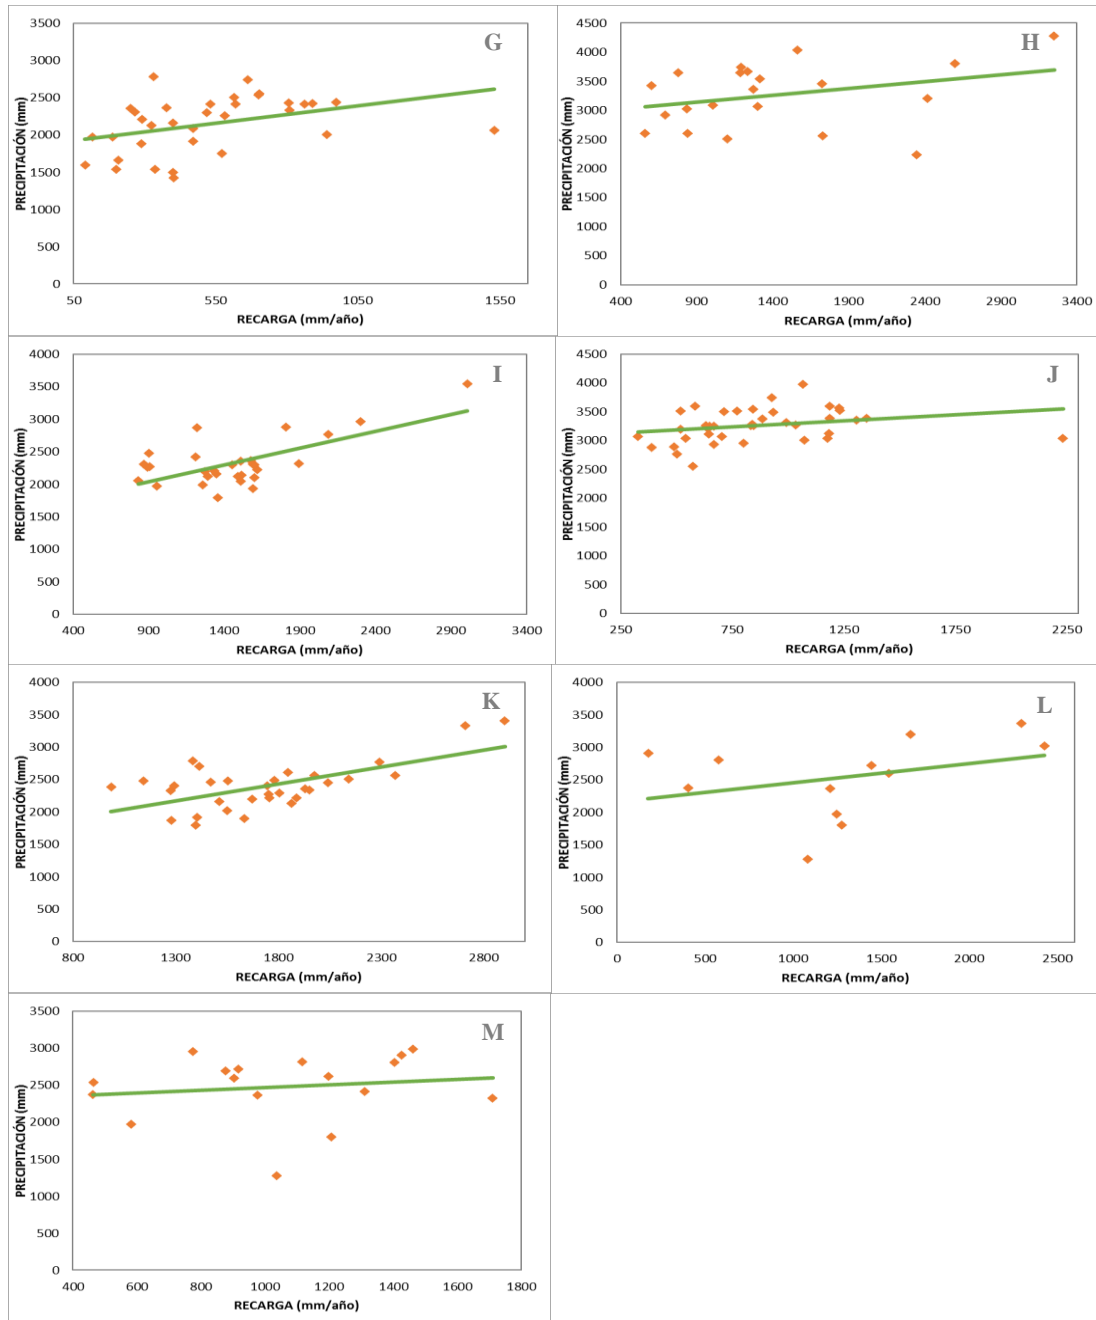 G
PRECIPITACIÓN (mm)
3500
3000
2500
2000
1500
1000
500
0
50 550 1050 1550
RECARGA (mm/año)
H
PRECIPITACIÓN (mm)
4500
4000
3500
3000
2500
2000
1500
1000
500
0
400 900 1400 1900 2400 2900 3400
RECARGA (mm/año)
I
PRECIPITACIÓN (mm)
4000
3500
3000
2500
2000
1500
1000
500
0
400 900 1400 1900 2400 2900 3400
RECARGA (mm/año)
J
PRECIPITACIÓN (mm)
4500
4000
3500
3000
2500
2000
1500
1000
500
0
250 750 1250 1750 2250
RECARGA (mm/año)
K
PRECIPITACIÓN (mm)
4000
3500
3000
2500
2000
1500
1000
500
0
800 1300 1800 2300 2800
RECARGA (mm/año)
L
PRECIPITACIÓN (mm)
4000
3500
3000
2500
2000
1500
1000
500
0
0 500 1000 1500 2000 2500
RECARGA (mm/año)
M
PRECIPITACIÓN (mm)
3500
3000
2500
2000
1500
1000
500
0
400 600 800 1000 1200 1400 1600 1800
RECARGA (mm/año)